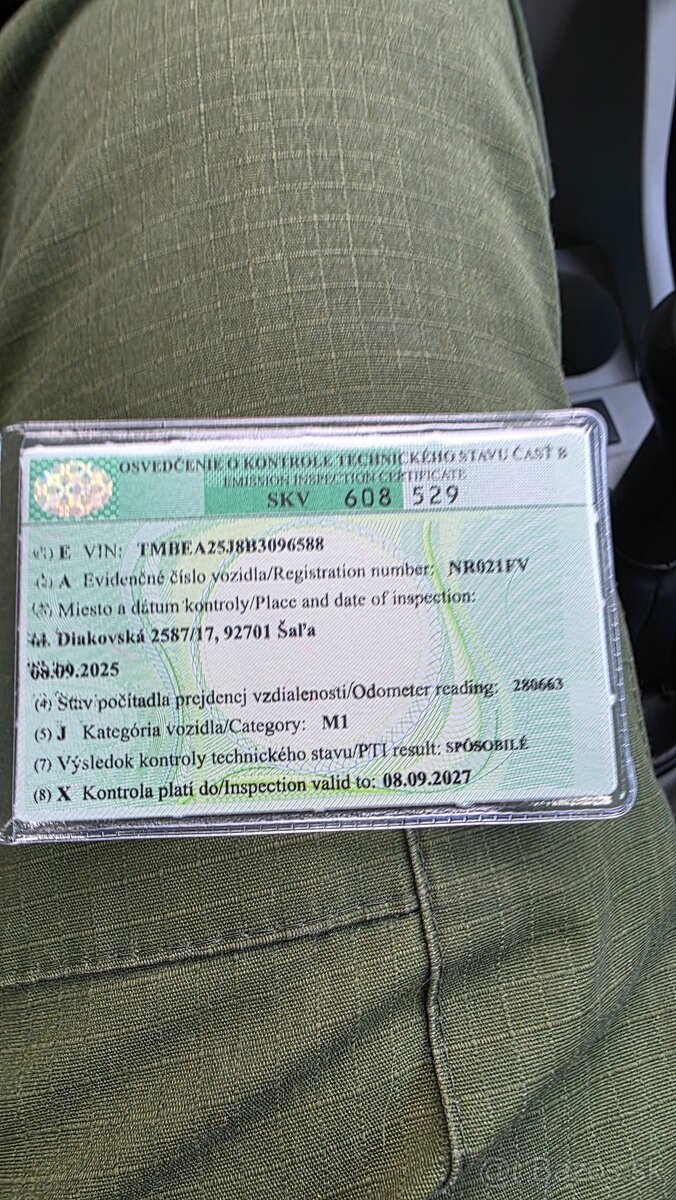 OSVEDČENIE O KONTROLE TECHNICKÉHO STAVU ČASŤ B
EMISSION INSPECTION CERTIFICATE
SKV 608 529
E VIN: TMBEA25J8B3096588
A Evidenčné číslo vozidla/Registration number: NR021FV
Miesto a dátum kontroly/Place and date of inspection:
M. Diakovská 2587/17, 92701 Šaľa
08.09.2025
(4) Stav počítadla prejdenej vzdialenosti/Odometer reading: 280663
(5) J Kategória vozidla/Category: M1
(7) Výsledok kontroly technického stavu/PTI result: SPÔSOBILÉ
(8) X Kontrola platí do/Inspection valid to: 08.09.2027